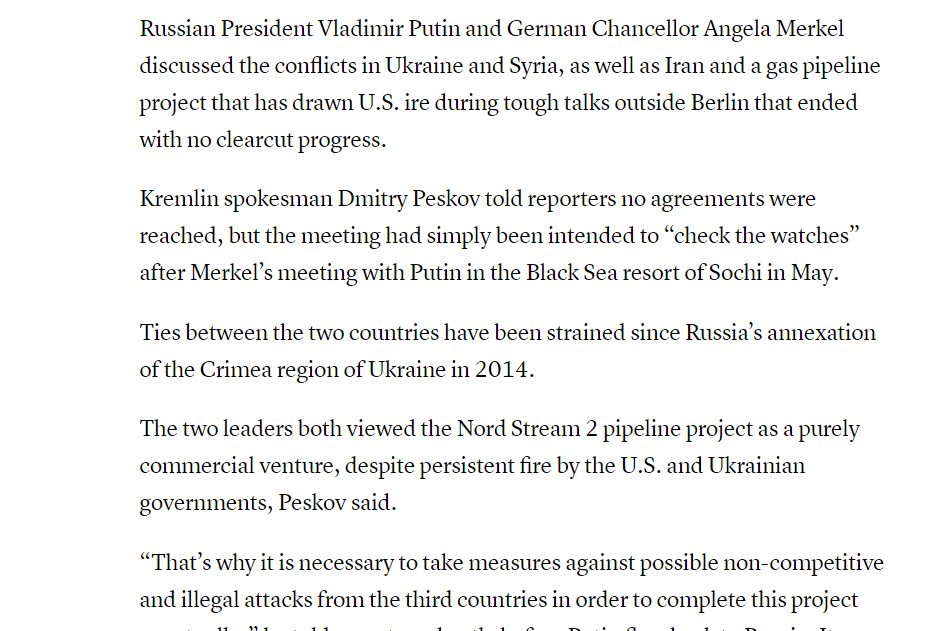 Russian President Vladimir Putin and German Chancellor Angela Merkel
discussed the conflicts in Ukraine and Syria, as well as Iran and a gas pipeline
project that has drawn U.S. ire during tough talks outside Berlin that ended
with no clearcut progress.
Kremlin spokesman Dmitry Peskov told reporters no agreements were
reached, but the meeting had simply been intended to “check the watches”
after Merkel’s meeting with Putin in the Black Sea resort of Sochi in May.
Ties between the two countries have been strained since Russia’s annexation
of the Crimea region of Ukraine in 2014.
The two leaders both viewed the Nord Stream 2 pipeline project as a purely
commercial venture, despite persistent fire by the U.S. and Ukrainian
governments, Peskov said.
“That’s why it is necessary to take measures against possible non-competitive
and illegal attacks from the third countries in order to complete this project